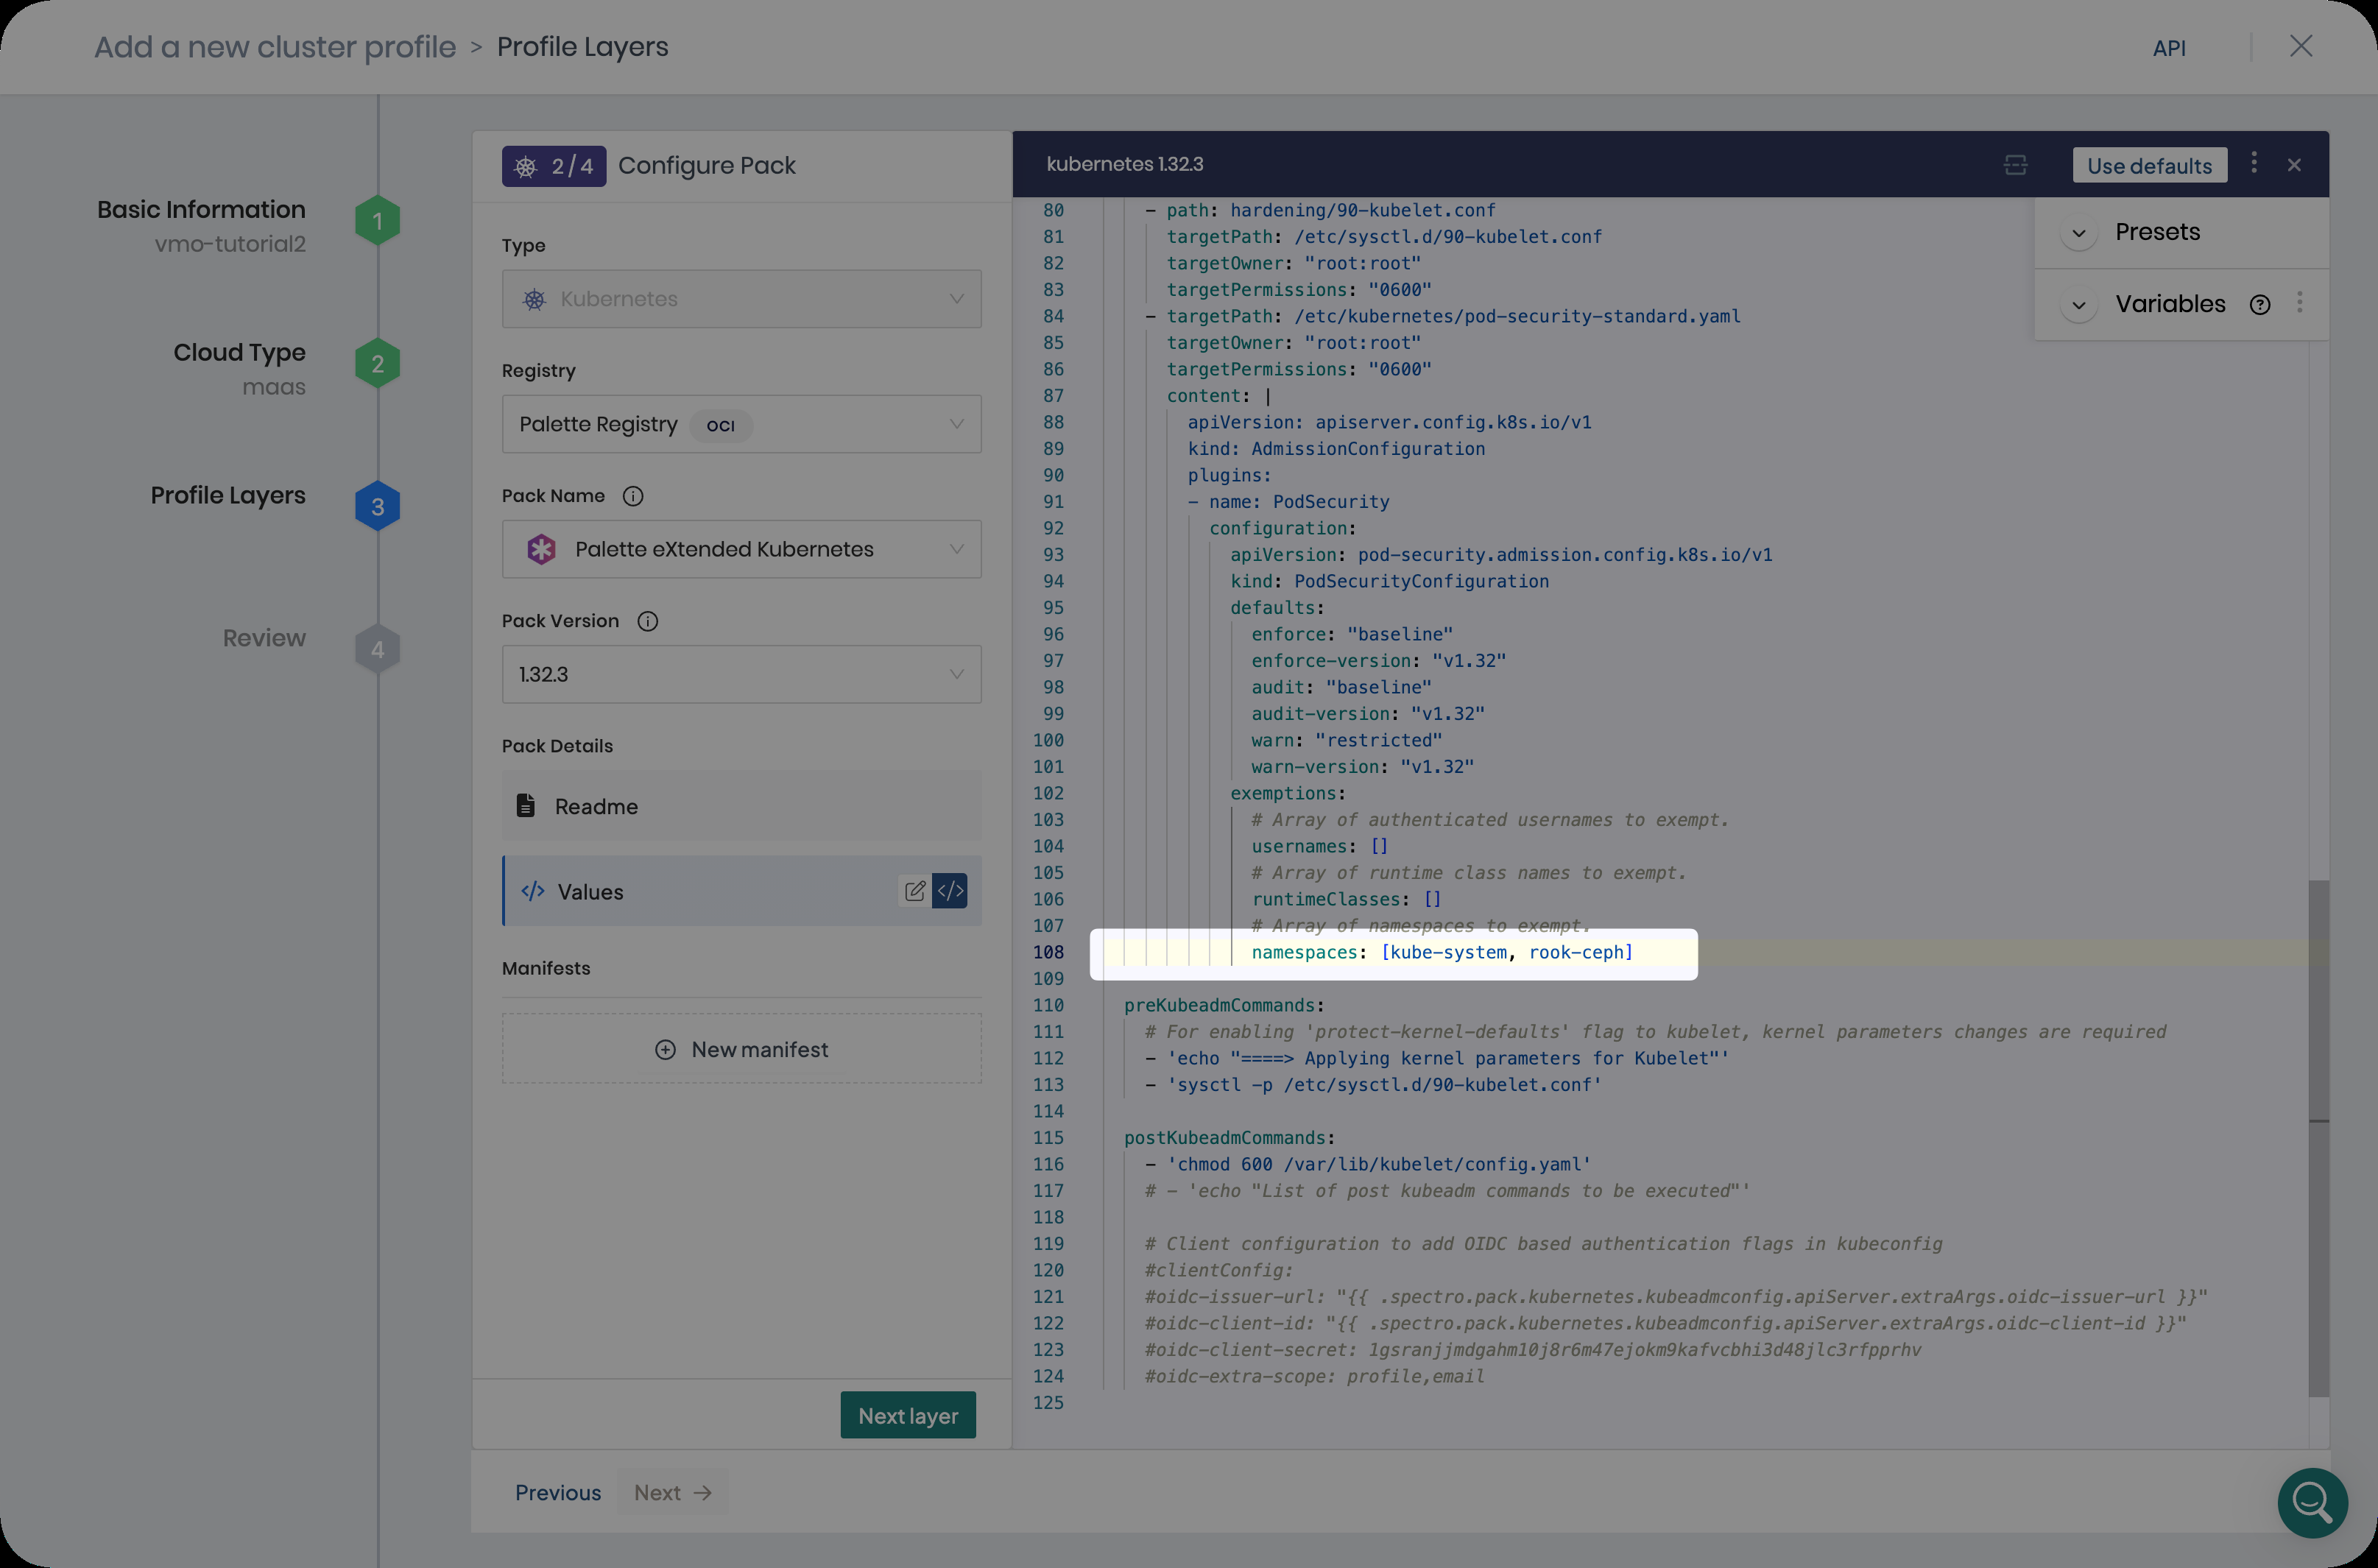 Add a new cluster profile > Profile Layers
API
Basic Information
vmo-tutorial2
1
Cloud Type
maas
2
Profile Layers
3
Review
4
2/4 Configure Pack
Type
Kubernetes
Registry
Palette Registry OCI
Pack Name
Palette eXtended Kubernetes
Pack Version
1.32.3
Pack Details
Readme
</> Values </>
Manifests
New manifest
Next layer
Previous Next →
kubernetes 1.32.3
Use defaults
Presets
Variables
80 - path: hardening/90-kubelet.conf
81 targetPath: /etc/sysctl.d/90-kubelet.conf
82 targetOwner: "root:root"
83 targetPermissions: "0600"
84 - targetPath: /etc/kubernetes/pod-security-standard.yaml
85 targetOwner: "root:root"
86 targetPermissions: "0600"
87 content: |
88 apiVersion: apiserver.config.k8s.io/v1
89 kind: AdmissionConfiguration
90 plugins:
91 - name: PodSecurity
92 configuration:
93 apiVersion: pod-security.admission.config.k8s.io/v1
94 kind: PodSecurityConfiguration
95 defaults:
96 enforce: "baseline"
97 enforce-version: "v1.32"
98 audit: "baseline"
99 audit-version: "v1.32"
100 warn: "restricted"
101 warn-version: "v1.32"
102 exemptions:
103 # Array of authenticated usernames to exempt.
104 usernames: []
105 # Array of runtime class names to exempt.
106 runtimeClasses: []
107 # Array of namespaces to exempt.
108 namespaces: [kube-system, rook-ceph]
109
110 preKubeadmCommands:
111 # For enabling 'protect-kernel-defaults' flag to kubelet, kernel parameters changes are required
112 - 'echo "====> Applying kernel parameters for Kubelet"'
113 - 'sysctl -p /etc/sysctl.d/90-kubelet.conf'
114
115 postKubeadmCommands:
116 - 'chmod 600 /var/lib/kubelet/config.yaml'
117 # - 'echo "List of post kubeadm commands to be executed"'
118
119 # Client configuration to add OIDC based authentication flags in kubeconfig
120 #clientConfig:
121 #oidc-issuer-url: "{{ .spectro.pack.kubernetes.kubeadmconfig.apiServer.extraArgs.oidc-issuer-url }}"
122 #oidc-client-id: "{{ .spectro.pack.kubernetes.kubeadmconfig.apiServer.extraArgs.oidc-client-id }}"
123 #oidc-client-secret: 1gsranjjmdgahm10j8r6m47ejokm9kafvcbhi3d48jlc3rfpprhv
124 #oidc-extra-scope: profile,email
125